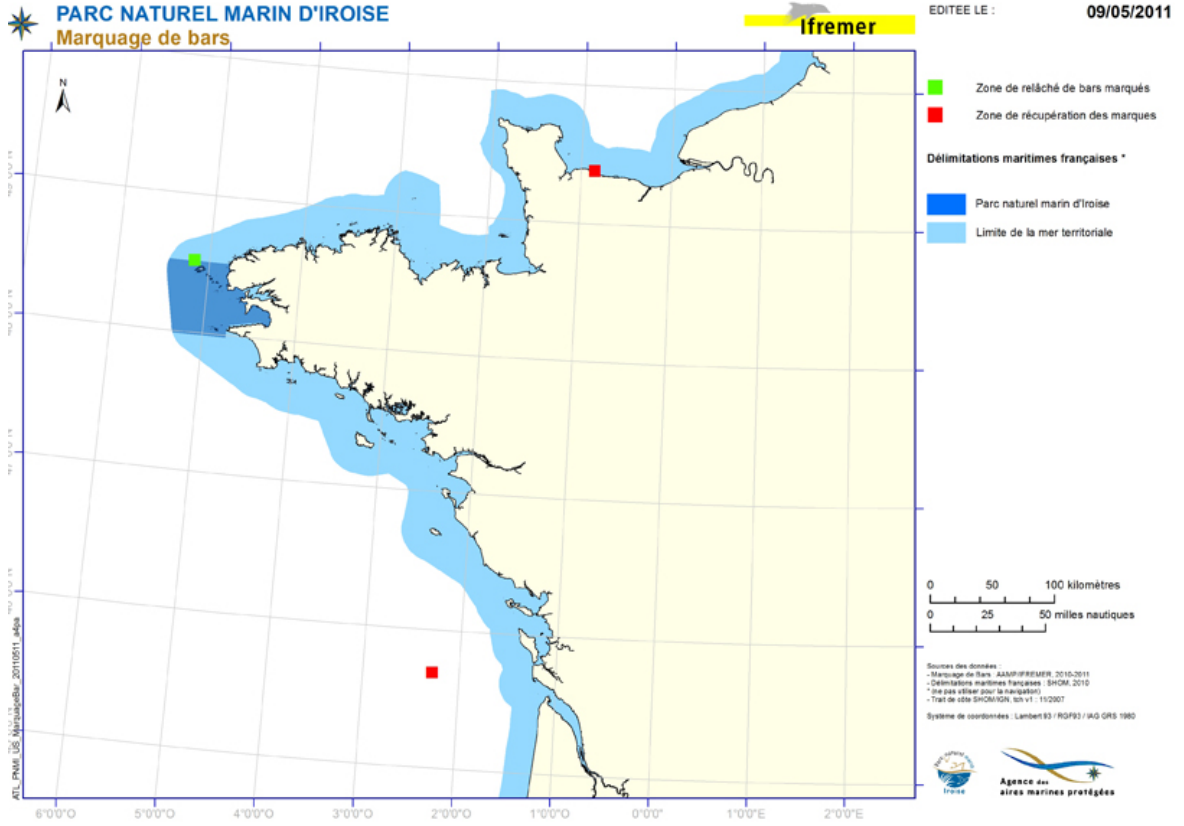 PARC NATUREL MARIN D'IROISE
Marquage de bars
Ifremer
EDITEE LE :
09/05/2011
N
Zone de relâché de bars marqués
Zone de récupération des marques
Délimitations maritimes françaises *
Parc naturel marin d'Iroise
Limite de la mer territoriale
0 50 100 kilomètres
0 25 50 milles nautiques
Sources des données :
- Marquage de Bars : AAMP/IFREMER, 2010-2011
- Délimitations maritimes françaises : SHOM, 2010
* (ne pas utiliser pour la navigation)
- Trait de côte SHOM/IGN, tch v1 : 11/2007
Système de coordonnées : Lambert 93 / RGF93 / IAG GRS 1980
Parc naturel marin
Iroise
Agence des
aires marines protégées
ATL_PNMI_US_MarquageBar_20110511_a4pa
6°0'0"O 5°0'0"O 4°0'0"O 3°0'0"O 2°0'0"O 1°0'0"O 0°0'0" 1°0'0"E 2°0'0"E